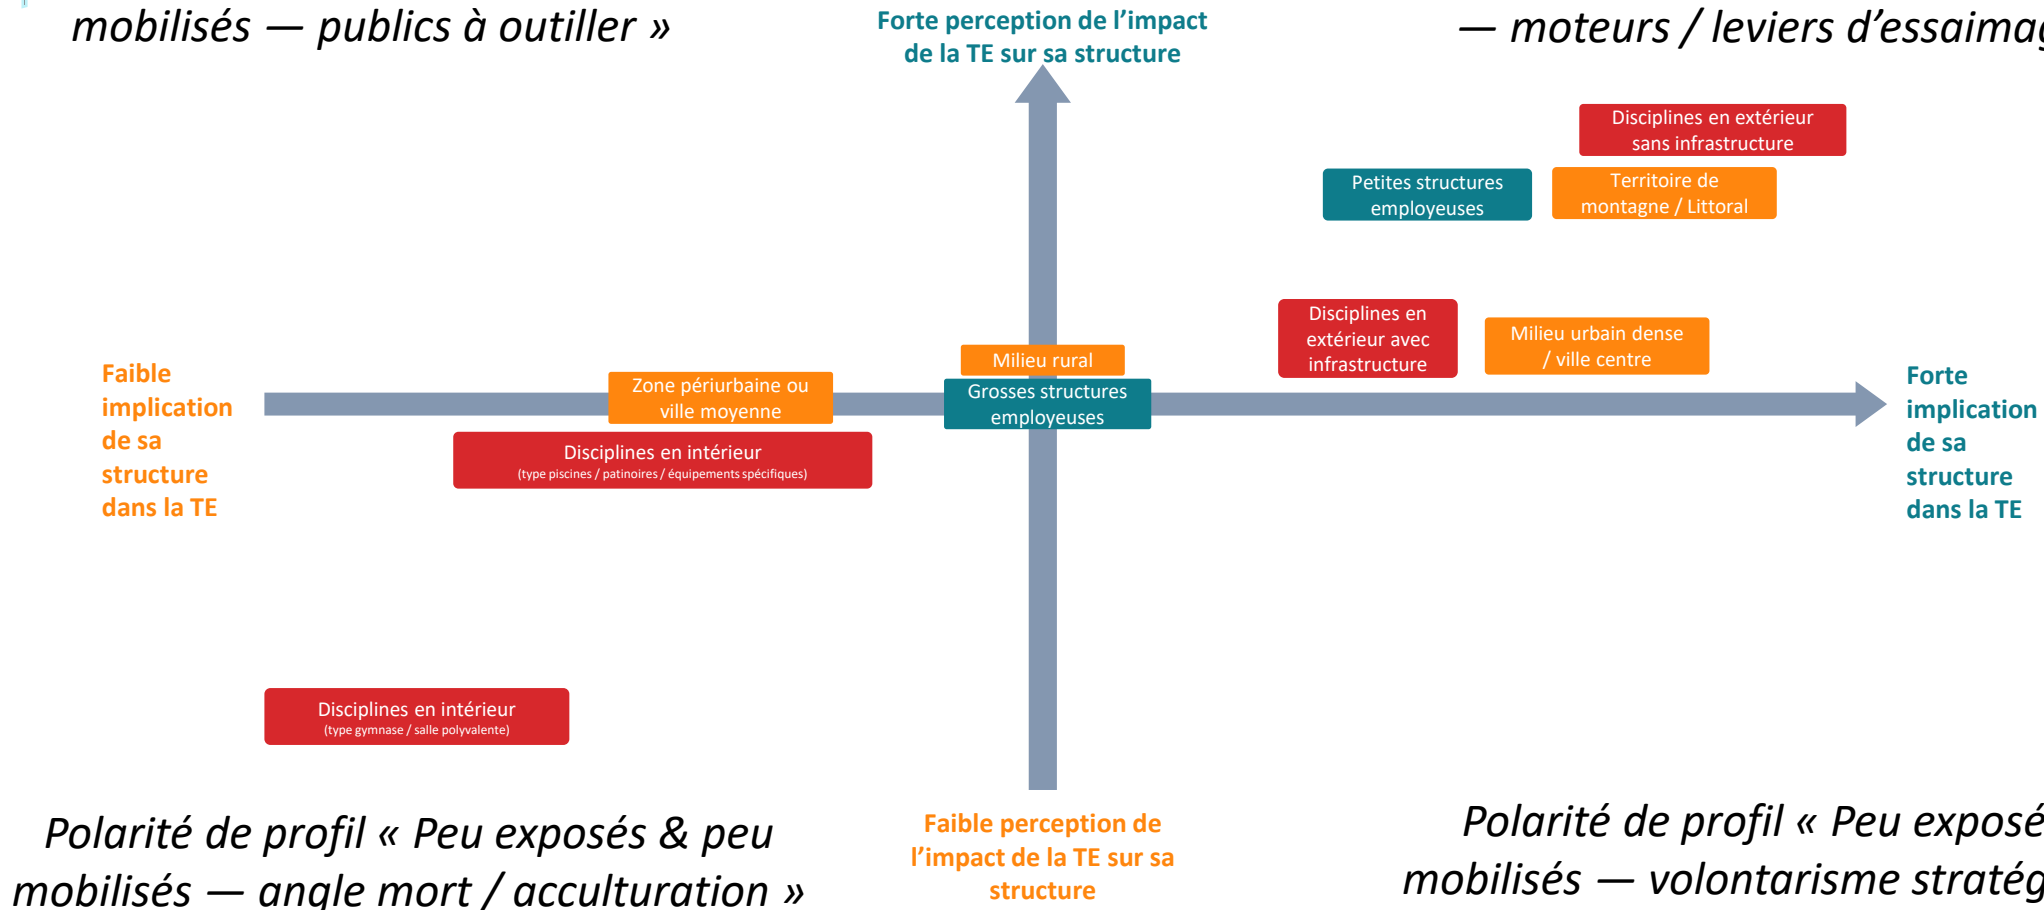 mobilisés — publics à outiller »
Forte perception de l’impact
de la TE sur sa structure
— moteurs / leviers d’essaimag
Disciplines en extérieur
sans infrastructure
Petites structures
employeuses
Territoire de
montagne / Littoral
Disciplines en
extérieur avec
infrastructure
Milieu urbain dense
/ ville centre
Milieu rural
Grosses structures
employeuses
Zone périurbaine ou
ville moyenne
Faible
implication
de sa
structure
dans la TE
Forte
implication
de sa
structure
dans la TE
Disciplines en intérieur
(type piscines / patinoires / équipements spécifiques)
Disciplines en intérieur
(type gymnase / salle polyvalente)
Polarité de profil « Peu exposés & peu
mobilisés — angle mort / acculturation »
Faible perception de
l’impact de la TE sur sa
structure
Polarité de profil « Peu exposé
mobilisés — volontarisme stratég